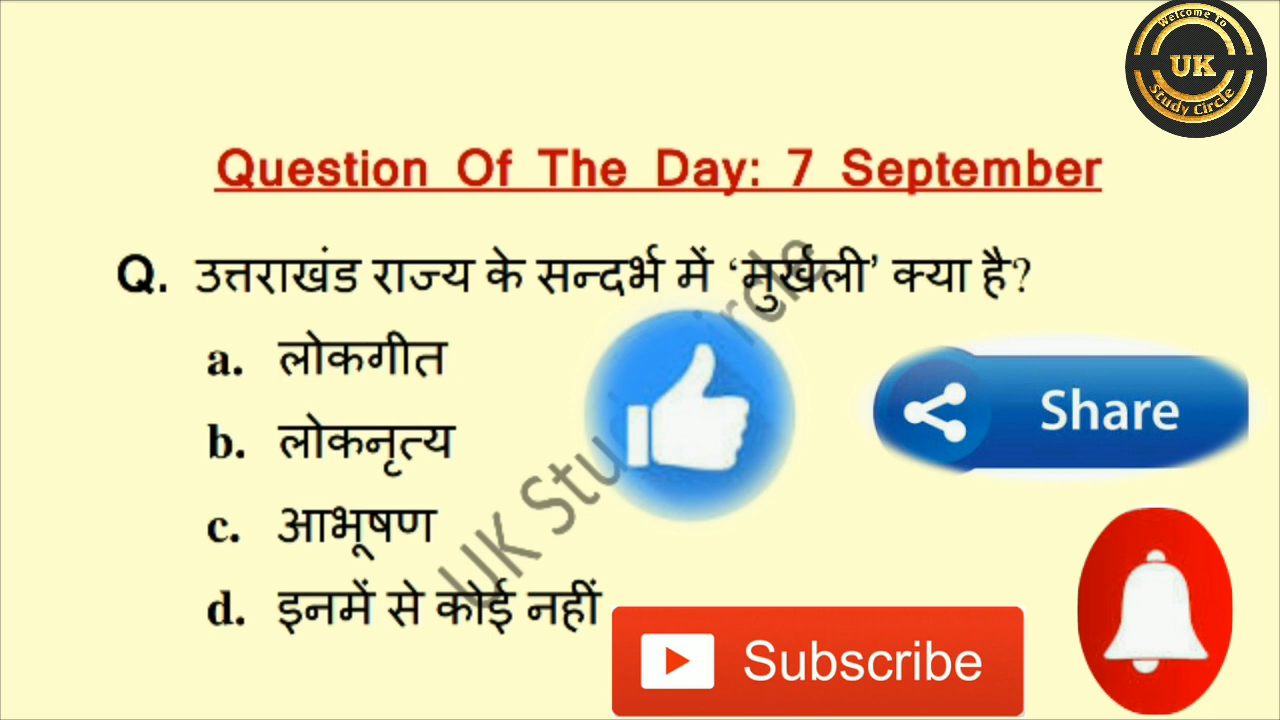 Welcome To
UK
Study Circle
Question Of The Day: 7 September
Q. उत्तराखंड राज्य के सन्दर्भ में ‘मुर्खली’ क्या है?
a. लोकगीत
b. लोकनृत्य
c. आभूषण
d. इनमें से कोई नहीं
Share
Subscribe